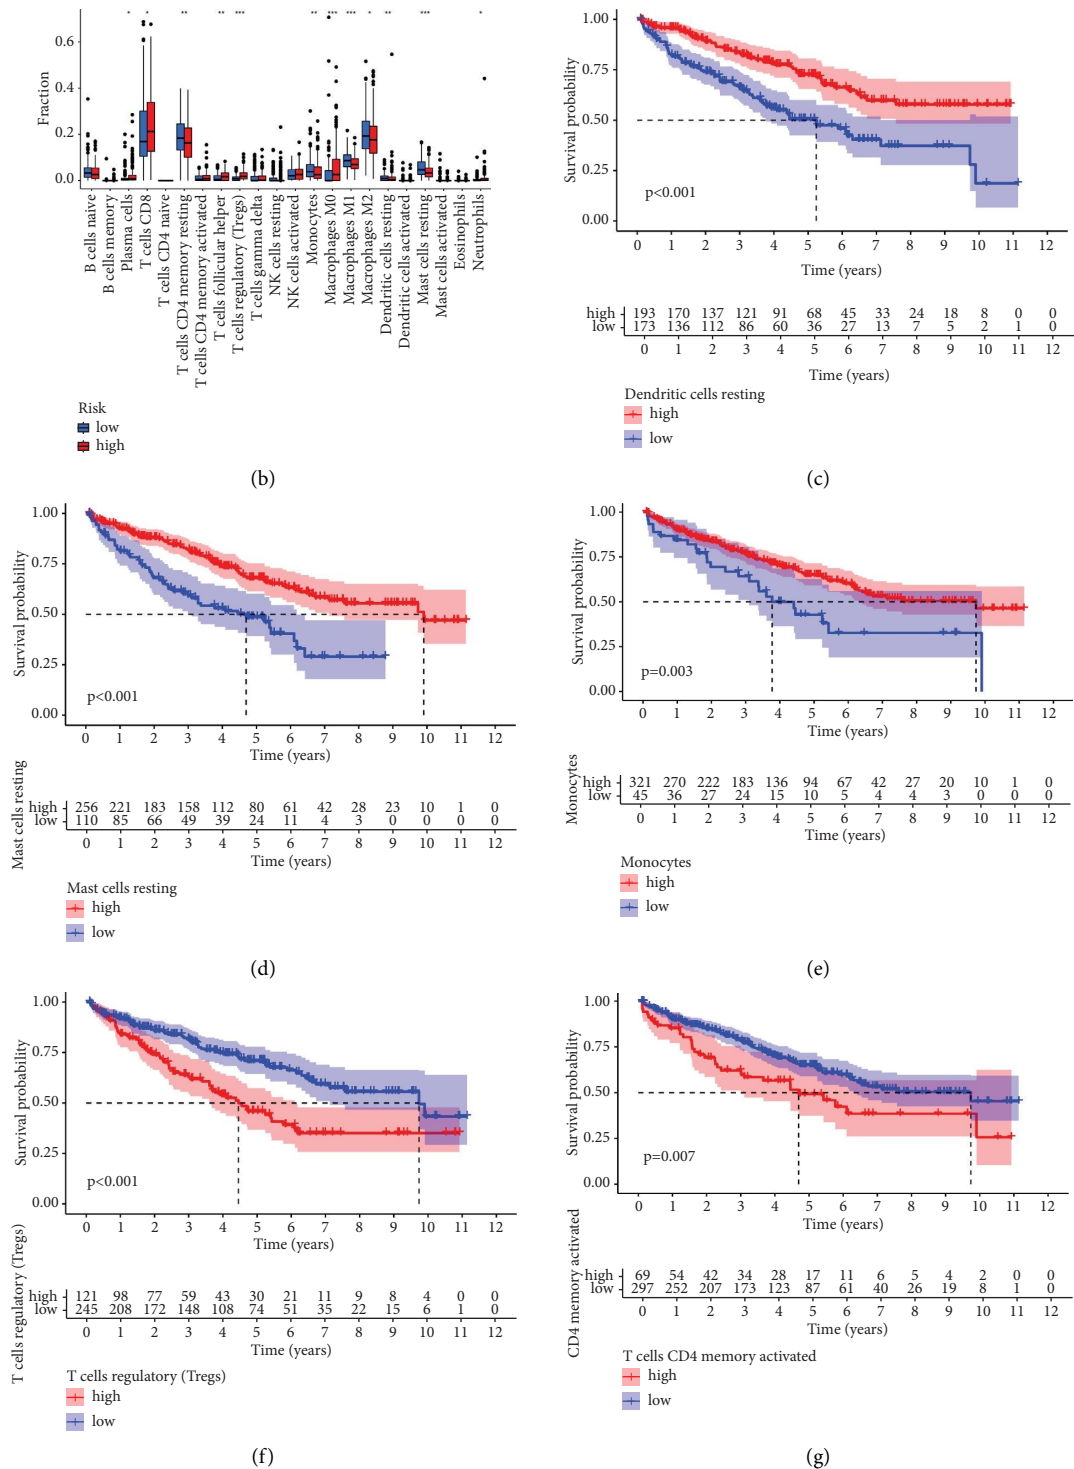 * * ** ** *** ** *** *** * ** *** *
Fraction
0.6
0.4
0.2
0.0
B cells naive
B cells memory
Plasma cells
T cells CD8
T cells CD4 naive
T cells CD4 memory resting
T cells CD4 memory activated
T cells follicular helper
T cells regulatory (Tregs)
T cells gamma delta
NK cells resting
NK cells activated
Monocytes
Macrophages M0
Macrophages M1
Macrophages M2
Dendritic cells resting
Dendritic cells activated
Mast cells resting
Mast cells activated
Eosinophils
Neutrophils
Risk
low
high
(b)
Survival probability
1.00
0.75
0.50
0.25
0.00
p<0.001
0 1 2 3 4 5 6 7 8 9 10 11 12
Time (years)
high 193 170 137 121 91 68 45 33 24 18 8 0 0
low 173 136 112 86 60 36 27 13 7 5 2 1 0
0 1 2 3 4 5 6 7 8 9 10 11 12
Time (years)
Dendritic cells resting
high
low
(c)
Survival probability
1.00
0.75
0.50
0.25
0.00
p<0.001
0 1 2 3 4 5 6 7 8 9 10 11 12
Time (years)
Mast cells resting
high 256 221 183 158 112 80 61 42 28 23 10 1 0
low 110 85 66 49 39 24 11 4 3 0 0 0 0
0 1 2 3 4 5 6 7 8 9 10 11 12
Time (years)
Mast cells resting
high
low
(d)
Survival probability
1.00
0.75
0.50
0.25
0.00
p=0.003
0 1 2 3 4 5 6 7 8 9 10 11 12
Time (years)
Monocytes
high 321 270 222 183 136 94 67 42 27 20 10 1 0
low 45 36 27 24 15 10 5 4 4 3 0 0 0
0 1 2 3 4 5 6 7 8 9 10 11 12
Time (years)
Monocytes
high
low
(e)
Survival probability
1.00
0.75
0.50
0.25
0.00
p<0.001
0 1 2 3 4 5 6 7 8 9 10 11 12
Time (years)
T cells regulatory (Tregs)
high 121 98 77 59 43 30 21 11 9 8 4 0 0
low 245 208 172 148 108 74 51 35 22 15 6 1 0
0 1 2 3 4 5 6 7 8 9 10 11 12
Time (years)
T cells regulatory (Tregs)
high
low
(f)
Survival probability
1.00
0.75
0.50
0.25
0.00
p=0.007
0 1 2 3 4 5 6 7 8 9 10 11 12
Time (years)
CD4 memory activated
high 69 54 42 34 28 17 11 6 5 4 2 0 0
low 297 252 207 173 123 87 61 40 26 19 8 1 0
0 1 2 3 4 5 6 7 8 9 10 11 12
Time (years)
T cells CD4 memory activated
high
low
(g)